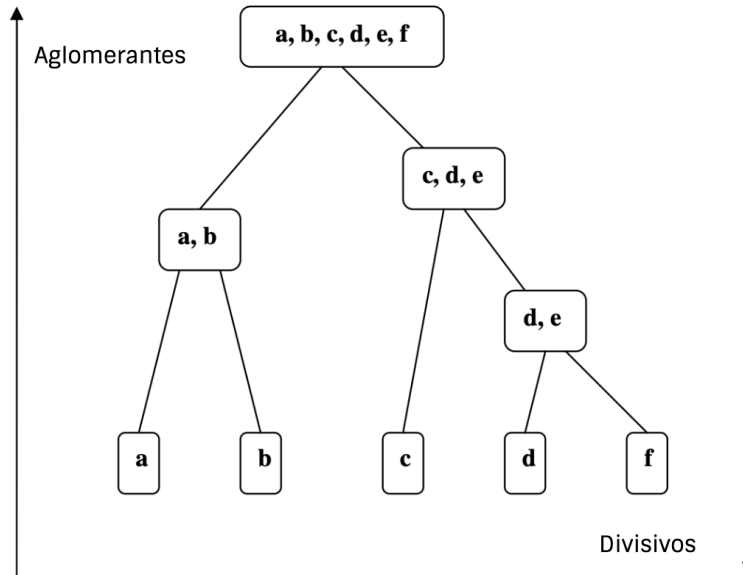 a, b, c, d, e, f
Aglomerantes
c, d, e
a, b
d, e
a
b
c
d
f
Divisivos